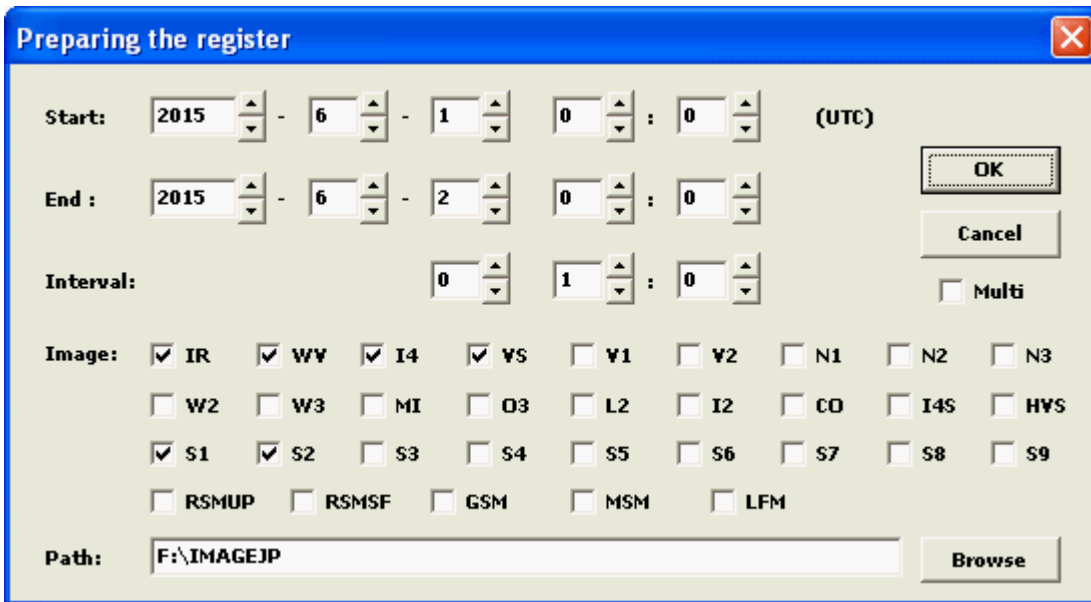 Preparing the register
Start: 2015 - 6 - 1 0 : 0 (UTC)
OK
End : 2015 - 6 - 2 0 : 0
Cancel
Interval: 0 1 : 0
Multi
Image: IR WV I4 VS V1 V2 N1 N2 N3
W2 W3 MI O3 L2 I2 CO I4S HVS
S1 S2 S3 S4 S5 S6 S7 S8 S9
RSMUP RSMSF GSM MSM LFM
Path: F:\IMAGEJP Browse